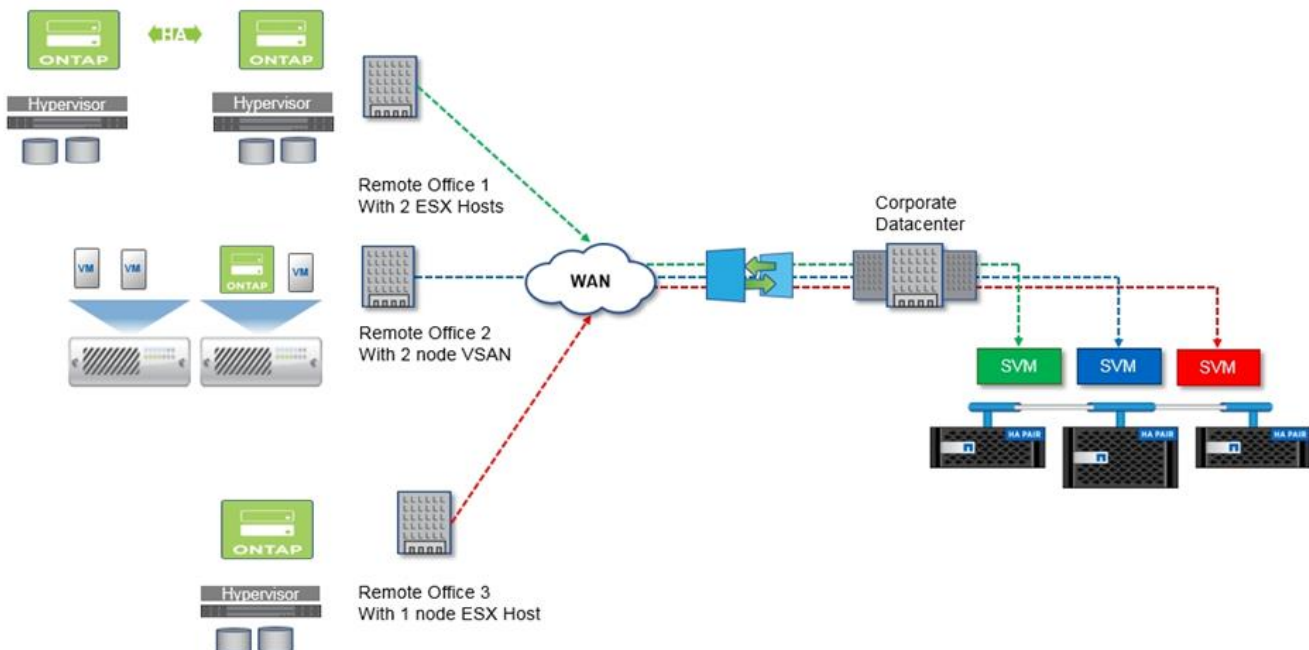 ONTAP
HA
ONTAP
Hypervisor
Hypervisor
Remote Office 1
With 2 ESX Hosts
VM
VM
ONTAP
VM
Remote Office 2
With 2 node VSAN
WAN
Corporate
Datacenter
SVM
SVM
SVM
HA PAIR
HA PAIR
HA PAIR
ONTAP
Hypervisor
Remote Office 3
With 1 node ESX Host